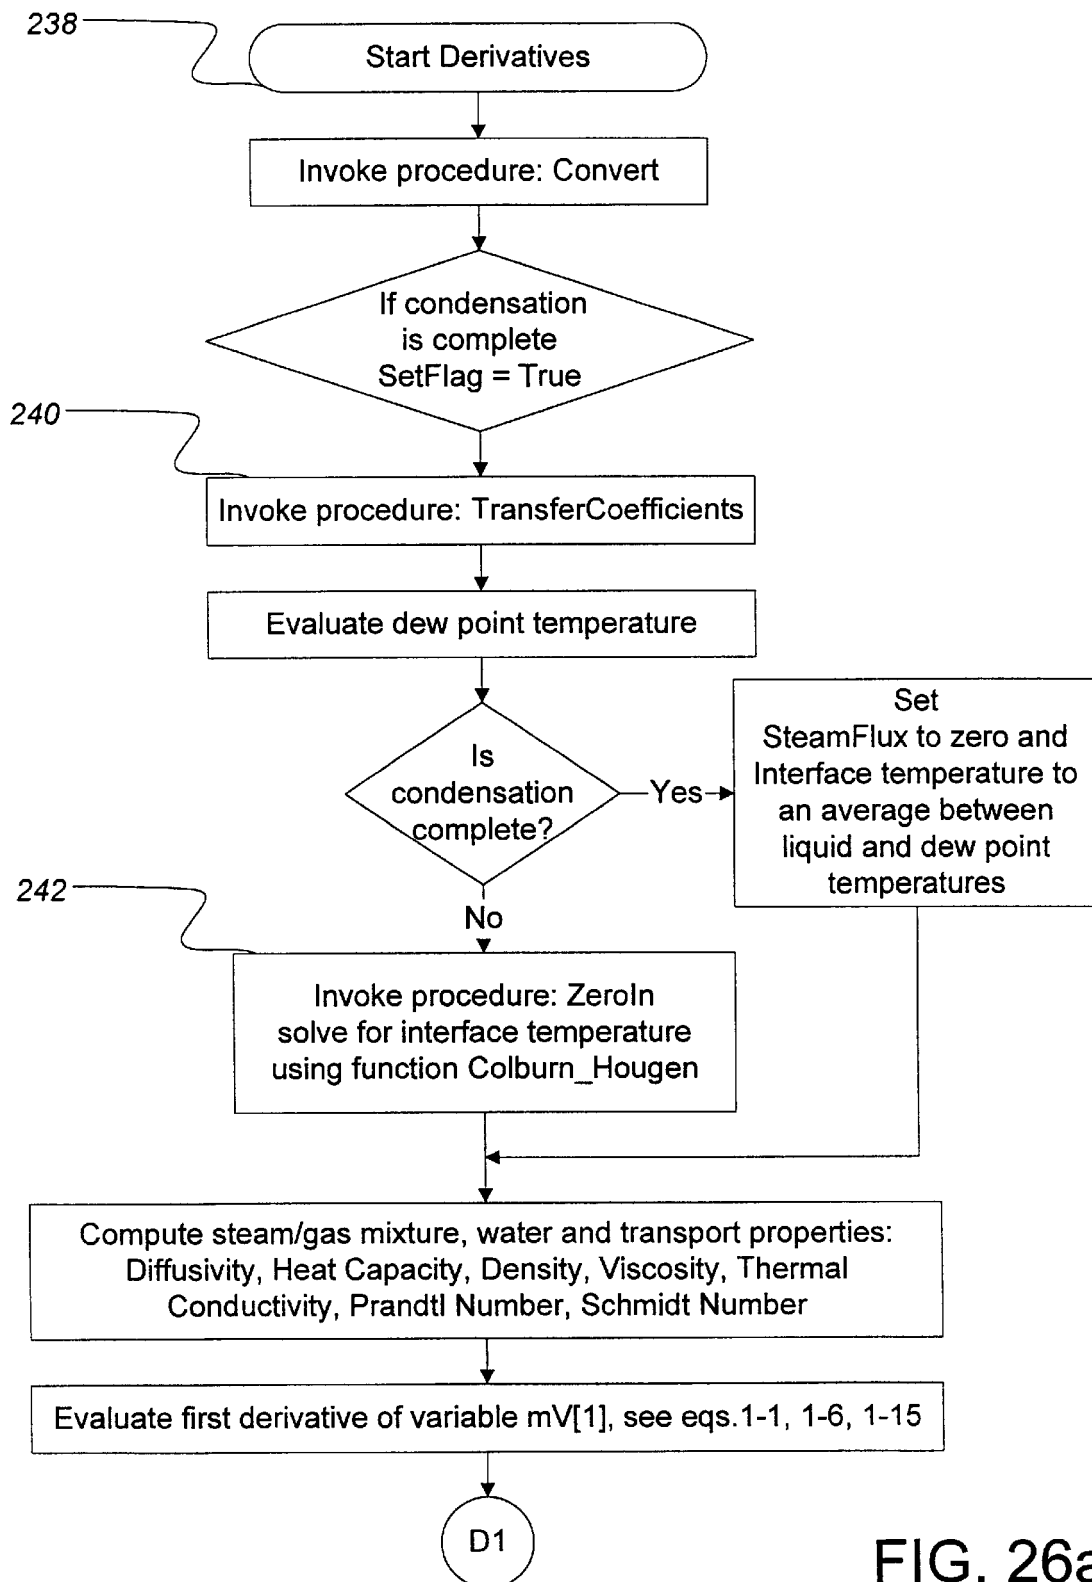 238
Start Derivatives
Invoke procedure: Convert
If condensation
is complete
SetFlag = True
240
Invoke procedure: TransferCoefficients
Evaluate dew point temperature
Is
condensation
complete?
Yes
Set
SteamFlux to zero and
Interface temperature to
an average between
liquid and dew point
temperatures
242
No
Invoke procedure: ZeroIn
solve for interface temperature
using function Colburn_Hougen
Compute steam/gas mixture, water and transport properties:
Diffusivity, Heat Capacity, Density, Viscosity, Thermal
Conductivity, Prandtl Number, Schmidt Number
Evaluate first derivative of variable mV[1], see eqs.1-1, 1-6, 1-15
D1
FIG. 26a